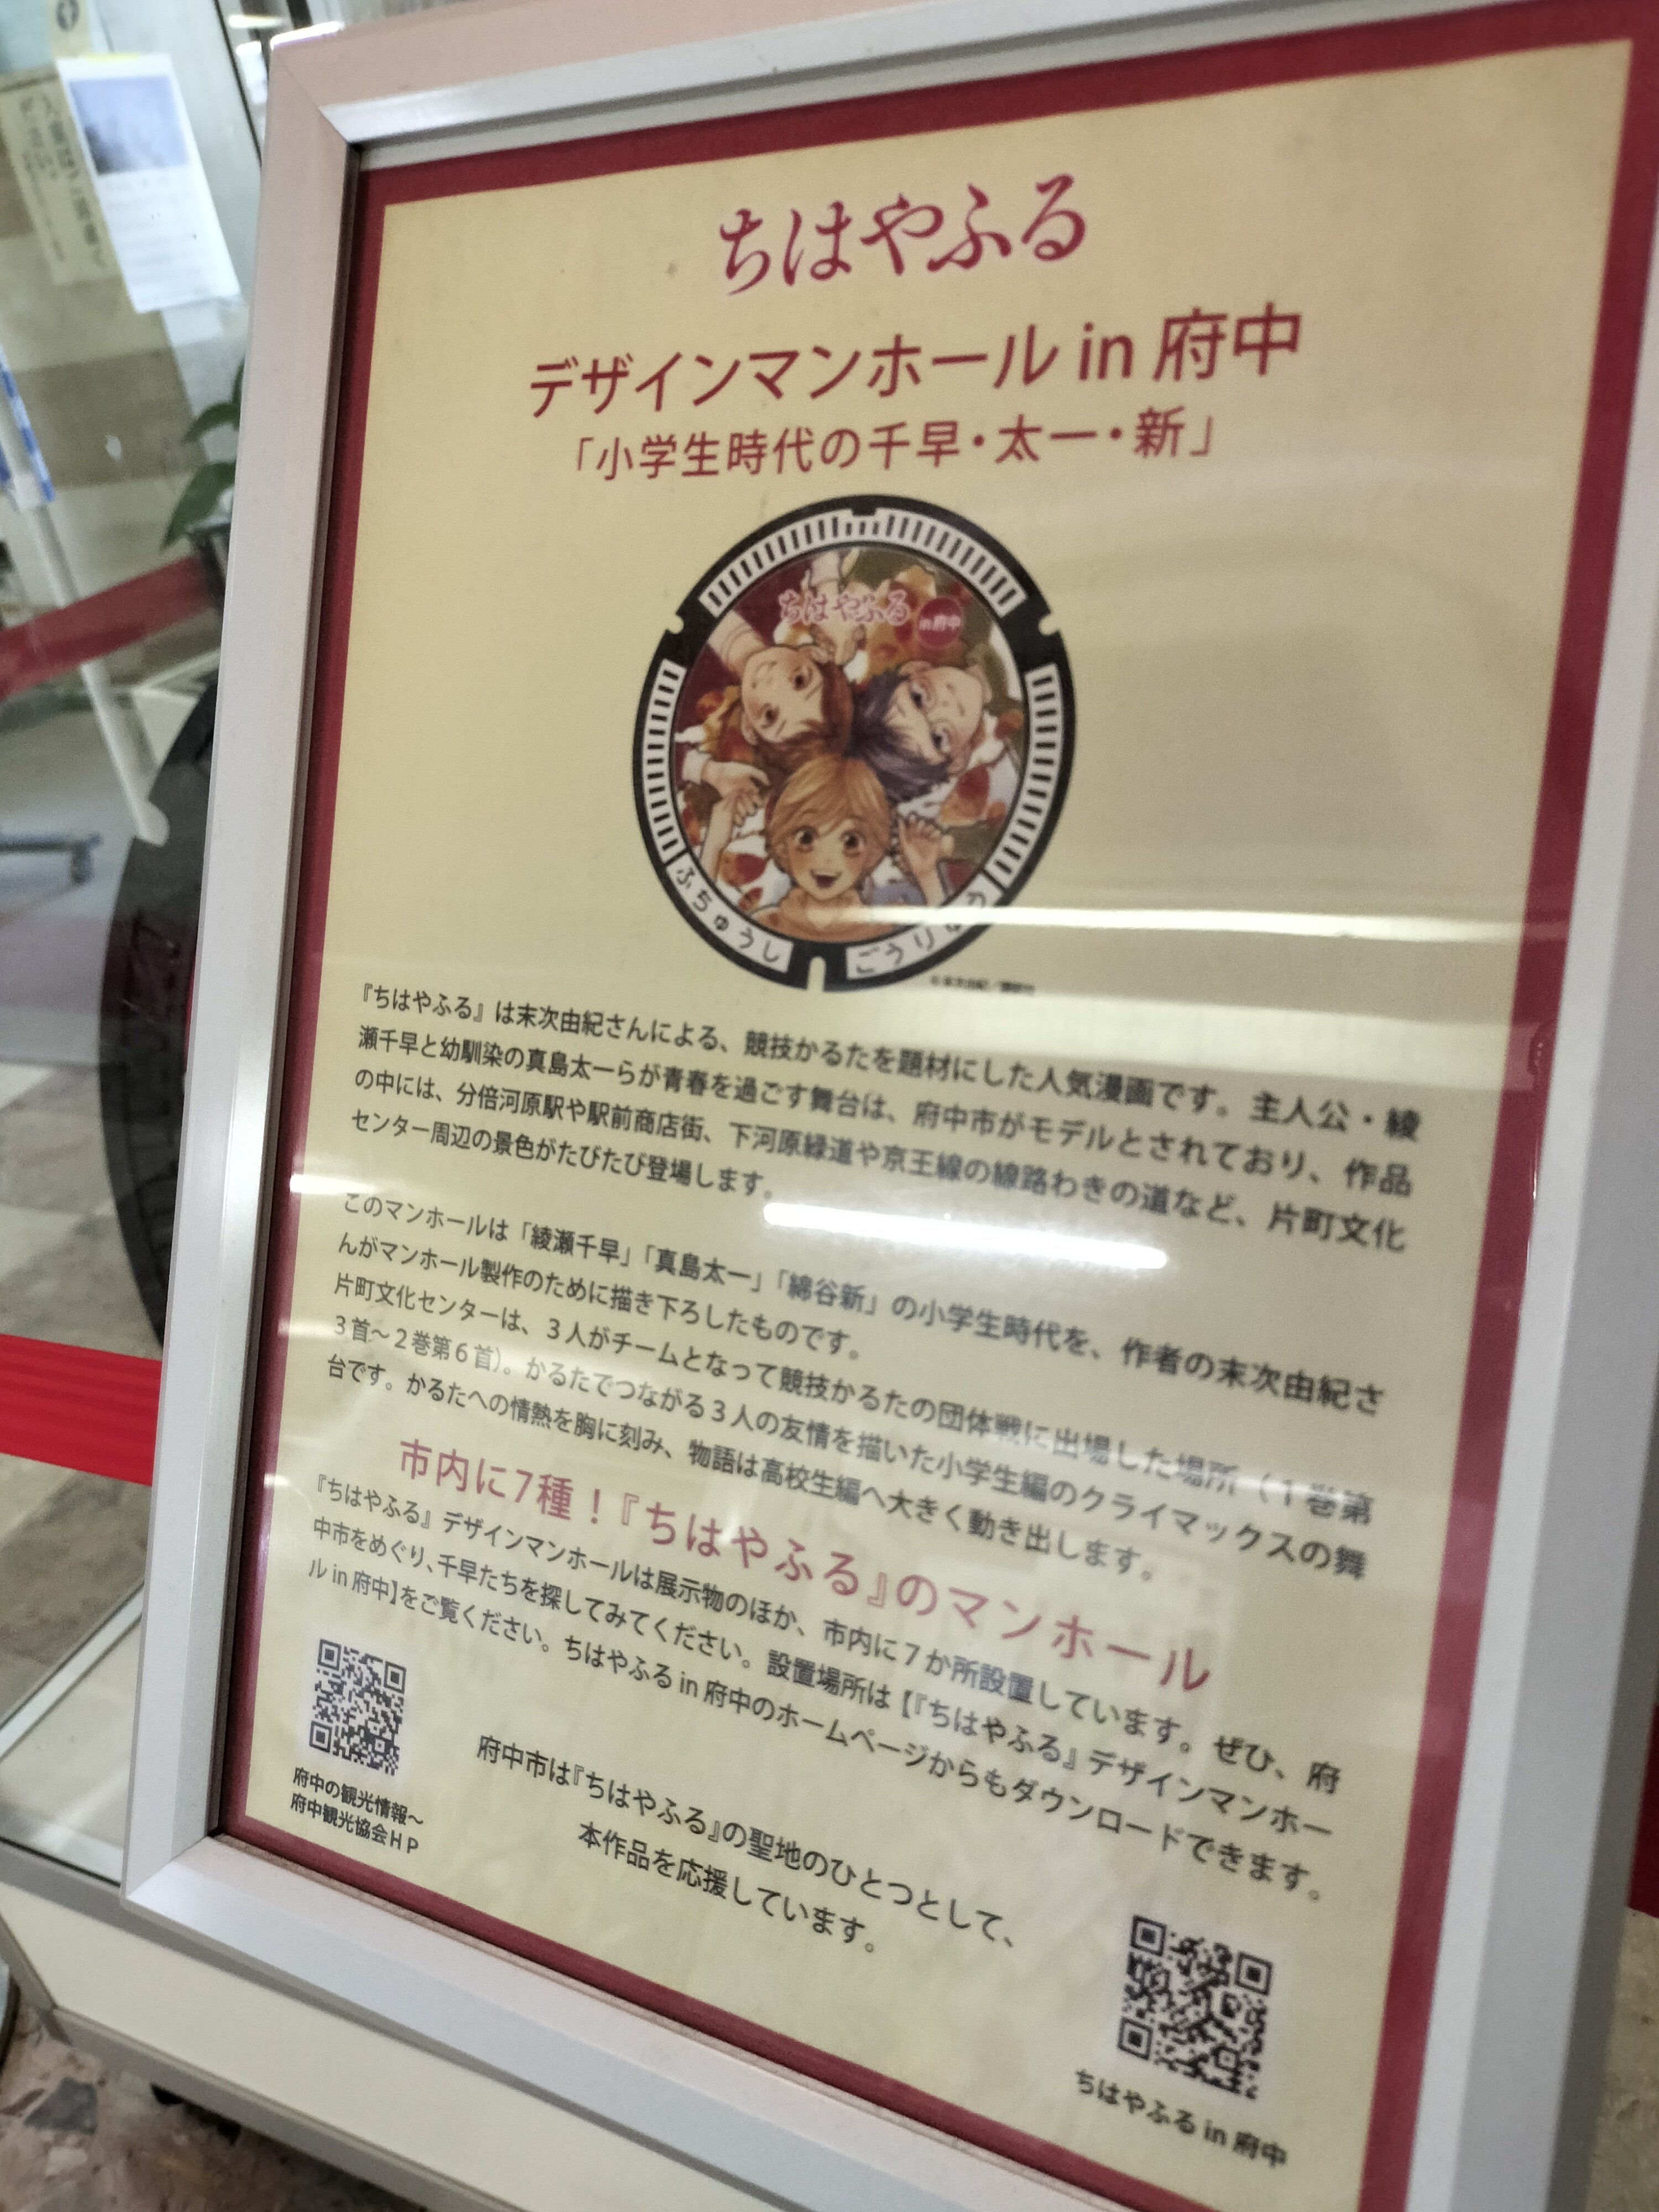 ちはやふる
デザインマンホール in 府中
「小学生時代の千早・太一・新」
ちはやふる
in 府中
ふちゅうし
ごうりゅう
『ちはやふる』は末次由紀さんによる、競技かるたを題材にした人気漫画です。主人公・綾
瀬千早と幼馴染の真島太一らが青春を過ごす舞台は、府中市がモデルとされており、作品
の中には、分倍河原駅や駅前商店街、下河原緑道や京王線の線路わきの道など、片町文化
センター周辺の景色がたびたび登場します。
このマンホールは「綾瀬千早」「真島太一」「綿谷新」の小学生時代を、作者の末次由紀さ
んがマンホール製作のために描き下ろしたものです。
片町文化センターは、３人がチームとなって競技かるたの団体戦に出場した場所（１巻第
３首～２巻第６首）。かるたでつながる３人の友情を描いた小学生編のクライマックスの舞
台です。かるたへの情熱を胸に刻み、物語は高校生編へ大きく動き出します。
市内に7種！『ちはやふる』のマンホール
『ちはやふる』デザインマンホールは展示物のほか、市内に７か所設置しています。ぜひ、府
中市をめぐり、千早たちを探してみてください。設置場所は【『ちはやふる』デザインマンホー
ル in 府中】をご覧ください。ちはやふる in 府中のホームページからもダウンロードできます。
府中市は『ちはやふる』の聖地のひとつとして、
本作品を応援しています。
府中の観光情報～
府中観光協会ＨＰ
ちはやふる in 府中